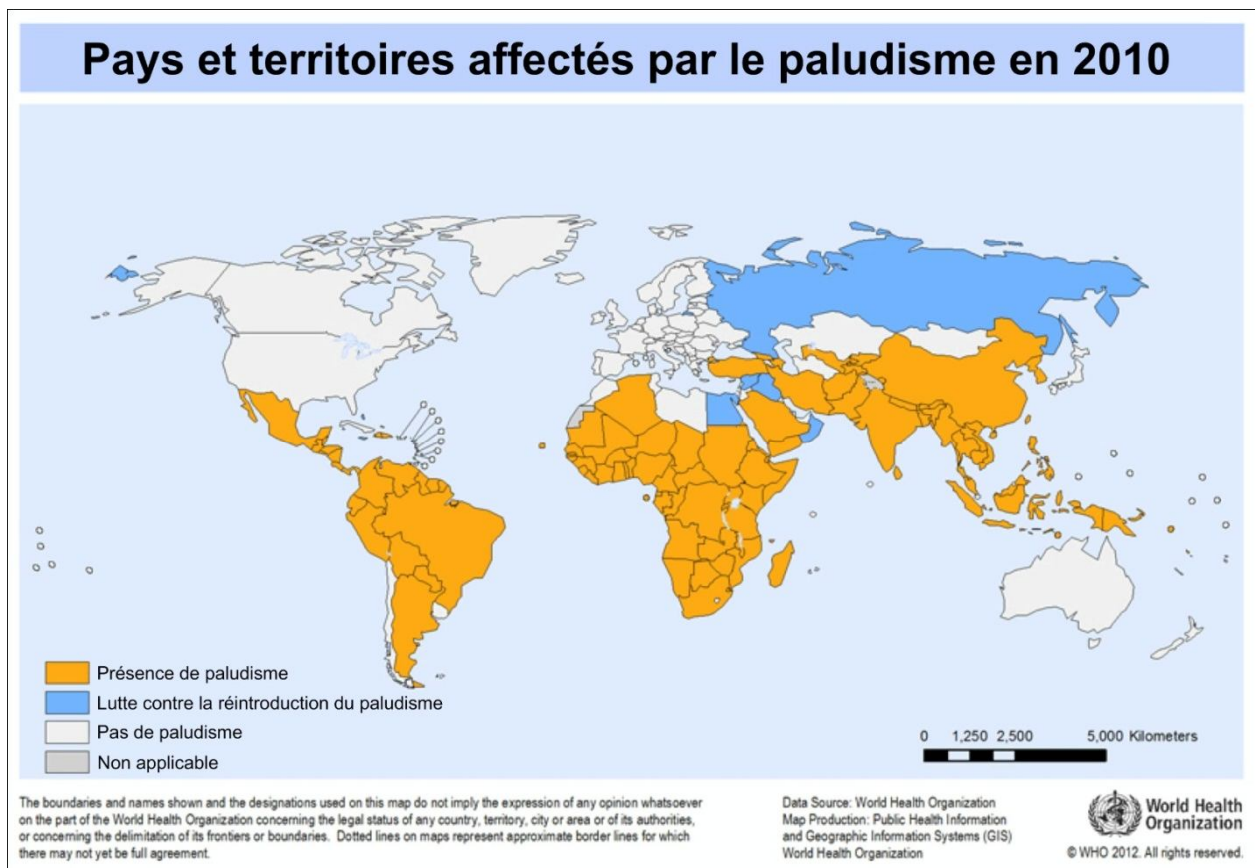 Pays et territoires affectés par le paludisme en 2010
Présence de paludisme
Lutte contre la réintroduction du paludisme
Pas de paludisme
Non applicable
0 1,250 2,500 5,000 Kilometers
The boundaries and names shown and the designations used on this map do not imply the expression of any opinion whatsoever
on the part of the World Health Organization concerning the legal status of any country, territory, city or area or of its authorities,
or concerning the delimitation of its frontiers or boundaries. Dotted lines on maps represent approximate border lines for which
there may not yet be full agreement.
Data Source: World Health Organization
Map Production: Public Health Information
and Geographic Information Systems (GIS)
World Health Organization
World Health
Organization
© WHO 2012. All rights reserved.